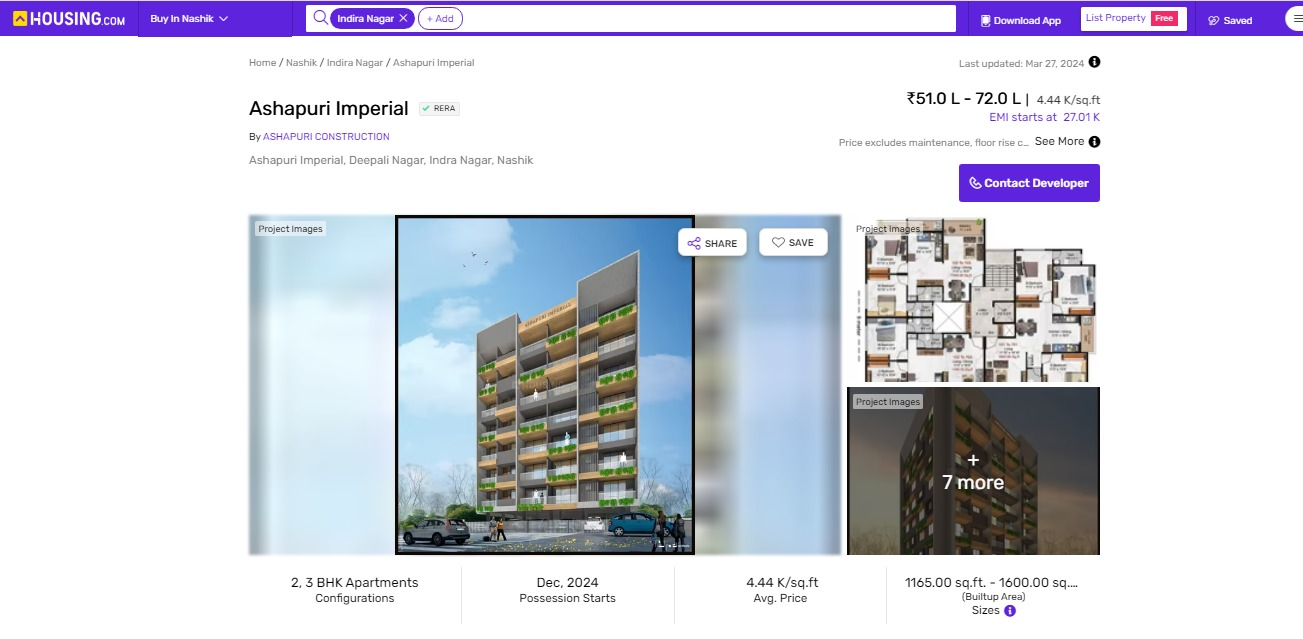 HOUSING.COM
Buy In Nashik
Indira Nagar
+ Add
Download App
List Property Free
Saved
Home / Nashik / Indira Nagar / Ashapuri Imperial
Last updated: Mar 27, 2024
Ashapuri Imperial
RERA
₹51.0 L - 72.0 L | 4.44 K/sq.ft
EMI starts at 27.01 K
By ASHAPURI CONSTRUCTION
Price excludes maintenance, floor rise c... See More
Ashapuri Imperial, Deepali Nagar, Indra Nagar, Nashik
Contact Developer
Project Images
SHARE
SAVE
Project Images
ASHAPURI IMPERIAL
Project Images
+
7 more
2, 3 BHK Apartments
Configurations
Dec, 2024
Possession Starts
4.44 K/sq.ft
Avg. Price
1165.00 sq.ft. - 1600.00 sq....
(Builtup Area)
Sizes